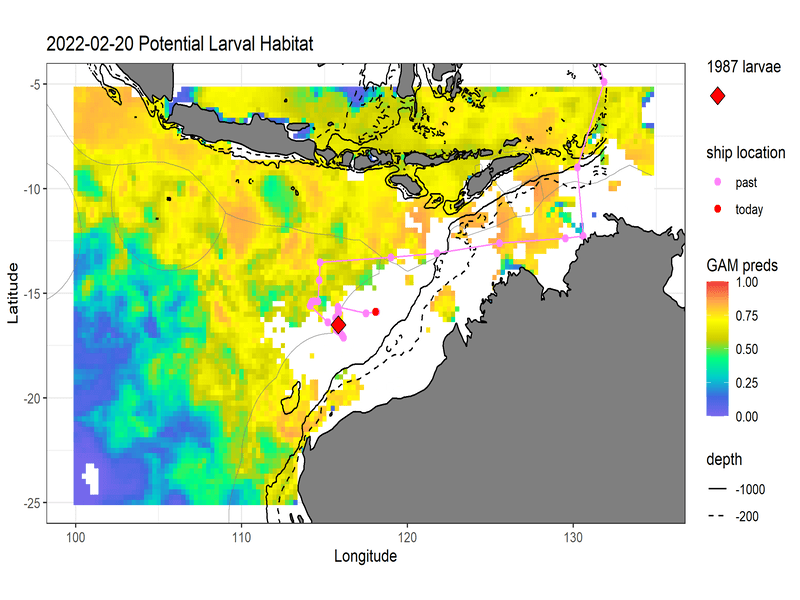 2022-02-20 Potential Larval Habitat
-5
-10
-15
-20
-25
Latitude
100
110
120
130
Longitude
1987 larvae
ship location
past
today
GAM preds
1.00
0.75
0.50
0.25
0.00
depth
-1000
-200